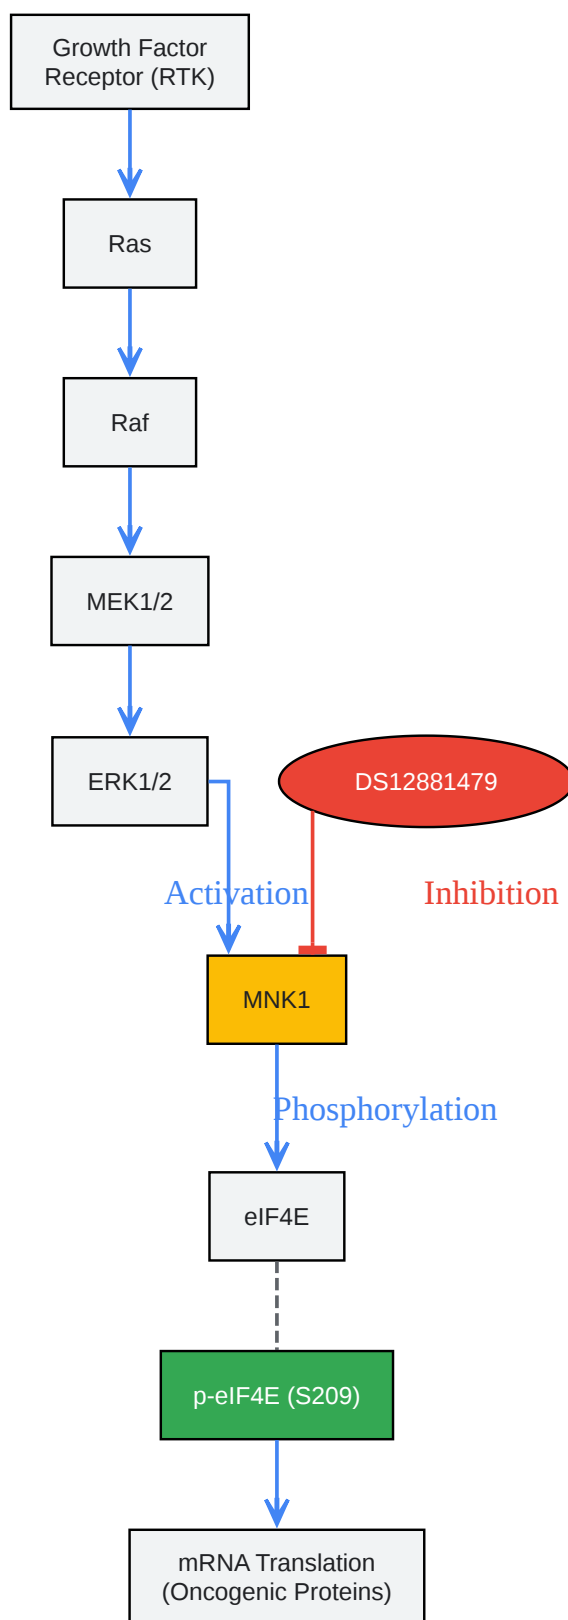 Growth Factor
Receptor (RTK)
Ras
Raf
MEK1/2
ERK1/2
DS12881479
Activation
Inhibition
MNK1
Phosphorylation
eIF4E
p-eIF4E (S209)
mRNA Translation
(Oncogenic Proteins)